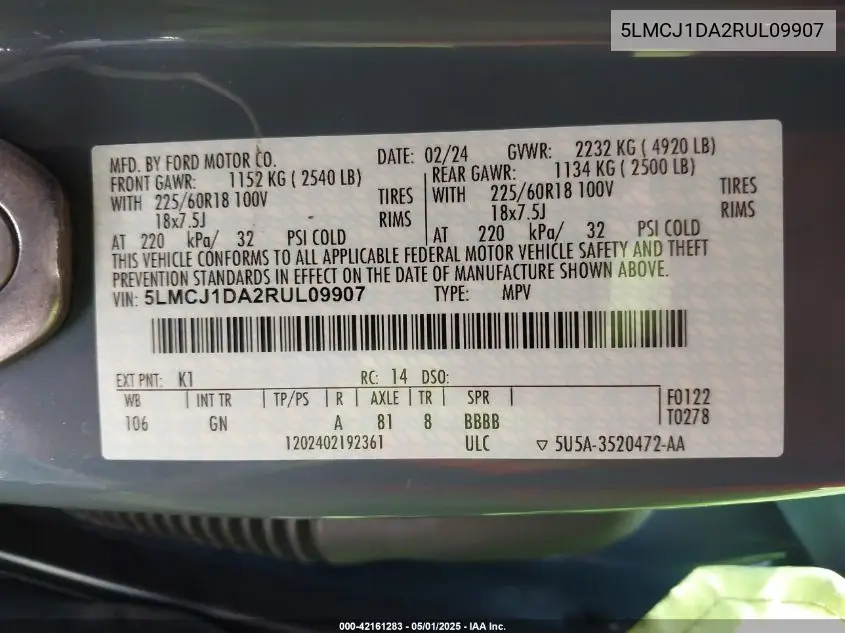 5LMCJ1DA2RUL09907
MFD. BY FORD MOTOR CO. DATE: 02/24 GVWR: 2232 KG ( 4920 LB)
FRONT GAWR: 1152 KG ( 2540 LB) REAR GAWR: 1134 KG ( 2500 LB)
WITH 225/60R18 100V TIRES WITH 225/60R18 100V TIRES
18x7.5J RIMS 18x7.5J RIMS
AT 220 kPa/ 32 PSI COLD AT 220 kPa/ 32 PSI COLD
THIS VEHICLE CONFORMS TO ALL APPLICABLE FEDERAL MOTOR VEHICLE SAFETY AND THEFT
PREVENTION STANDARDS IN EFFECT ON THE DATE OF MANUFACTURE SHOWN ABOVE.
VIN: 5LMCJ1DA2RUL09907 TYPE: MPV
EXT PNT: K1 RC: 14 DSO:
WB INT TR TP/PS R AXLE TR SPR F0122
106 GN A 81 8 BBBB T0278
1202402192361 ULC ▽ 5U5A-3520472-AA
000-42161283 - 05/01/2025 - IAA Inc.